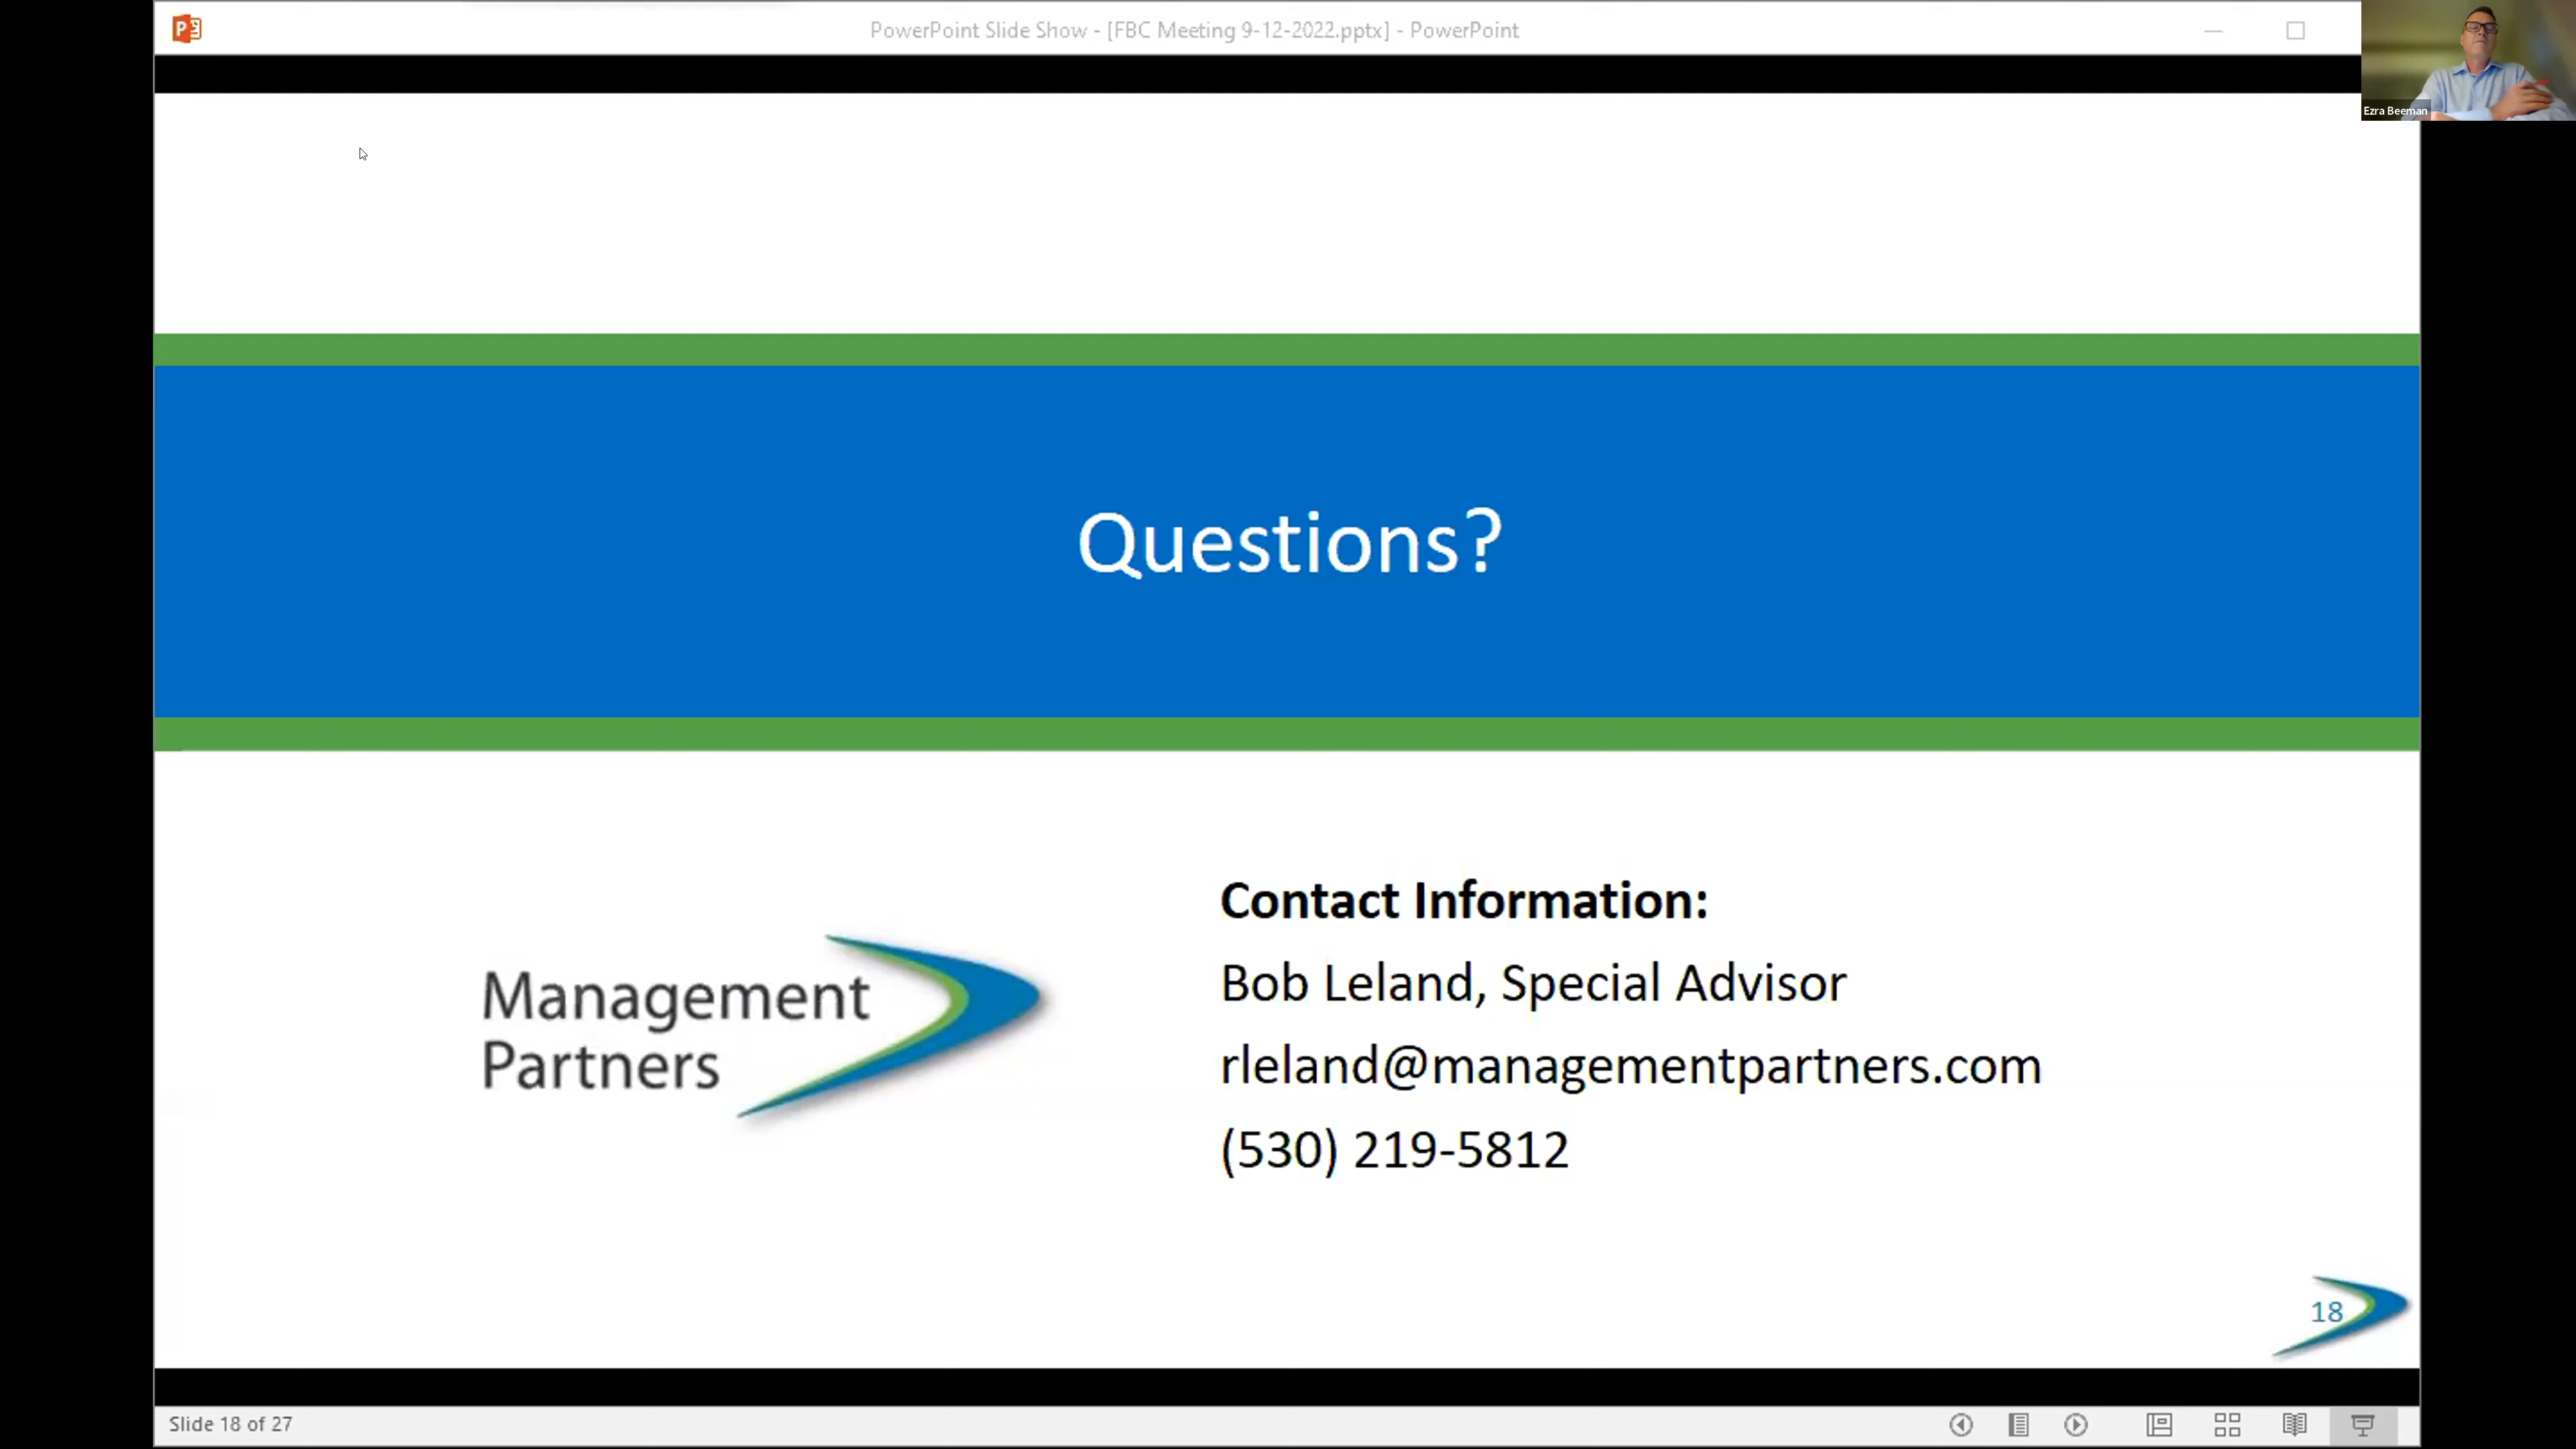 PowerPoint Slide Show - [FBC Meeting 9-12-2022.pptx] - PowerPoint
Ezra Beeman
Questions?
Management
Partners
Contact Information:
Bob Leland, Special Advisor
rleland@managementpartners.com
(530) 219-5812
18
Slide 18 of 27